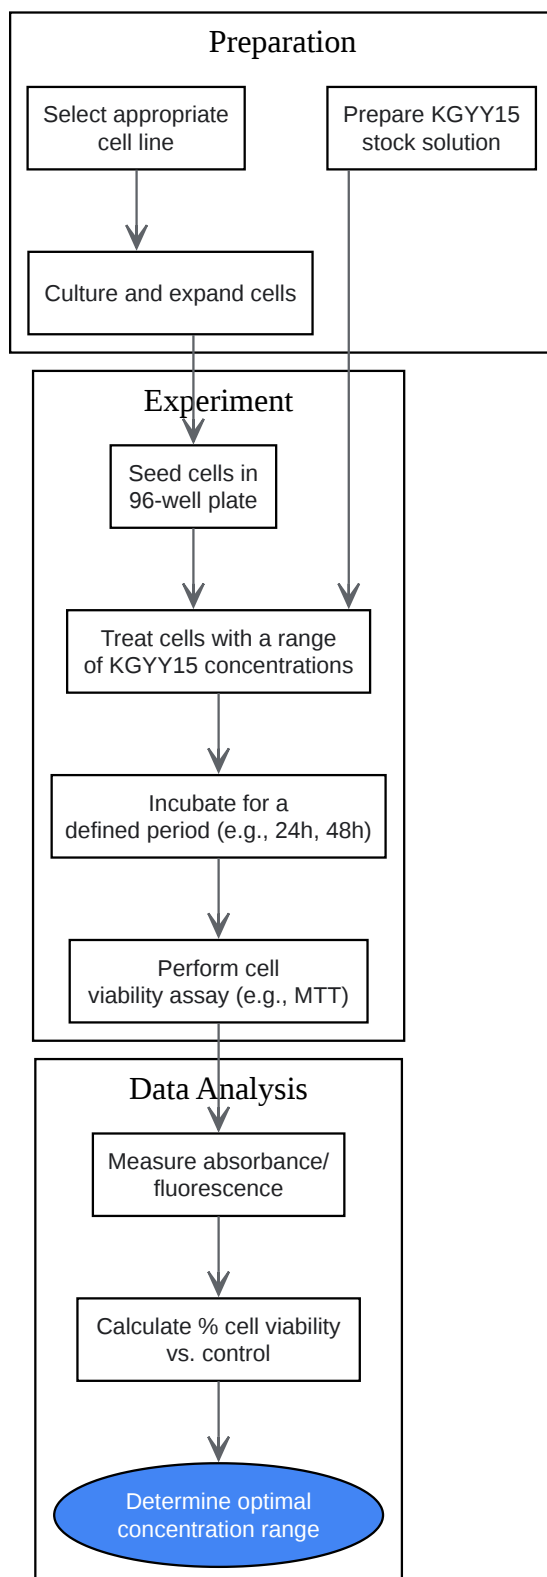 Preparation
Select appropriate
cell line
Prepare KGYY15
stock solution
Culture and expand cells
Experiment
Seed cells in
96-well plate
Treat cells with a range
of KGYY15 concentrations
Incubate for a
defined period (e.g., 24h, 48h)
Perform cell
viability assay (e.g., MTT)
Data Analysis
Measure absorbance/
fluorescence
Calculate % cell viability
vs. control
Determine optimal
concentration range